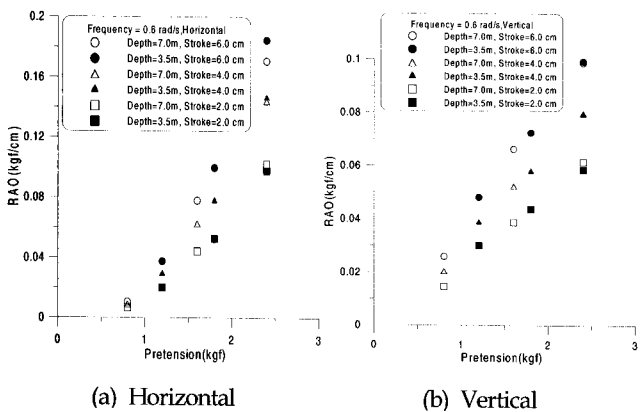 0.2
0.16
0.12
0.08
0.04
0
RAO(kgf/cm)
Frequency = 0.6 rad/s,Horizontal
Depth=7.0m, Stroke=6.0 cm
Depth=3.5m, Stroke=6.0 cm
Depth=7.0m, Stroke=4.0 cm
Depth=3.5m, Stroke=4.0 cm
Depth=7.0m, Stroke=2.0 cm
Depth=3.5m, Stroke=2.0 cm
0 1 2 3
Pretension(kgf)
(a) Horizontal
0.1
0.08
0.06
0.04
0.02
0
RAO(kgf/cm)
Frequency =0.6 rad/s,Vertical
Depth=7.0m, Stroke=6.0 cm
Depth=3.5m, Stroke=6.0 cm
Depth=7.0m, Stroke=4.0 cm
Depth=3.5m, Stroke=4.0 cm
Depth=7.0m, Stroke=2.0 cm
Depth=3.5m, Stroke=2.0 cm
0 1 2 3
Pretension(kgf)
(b) Vertical